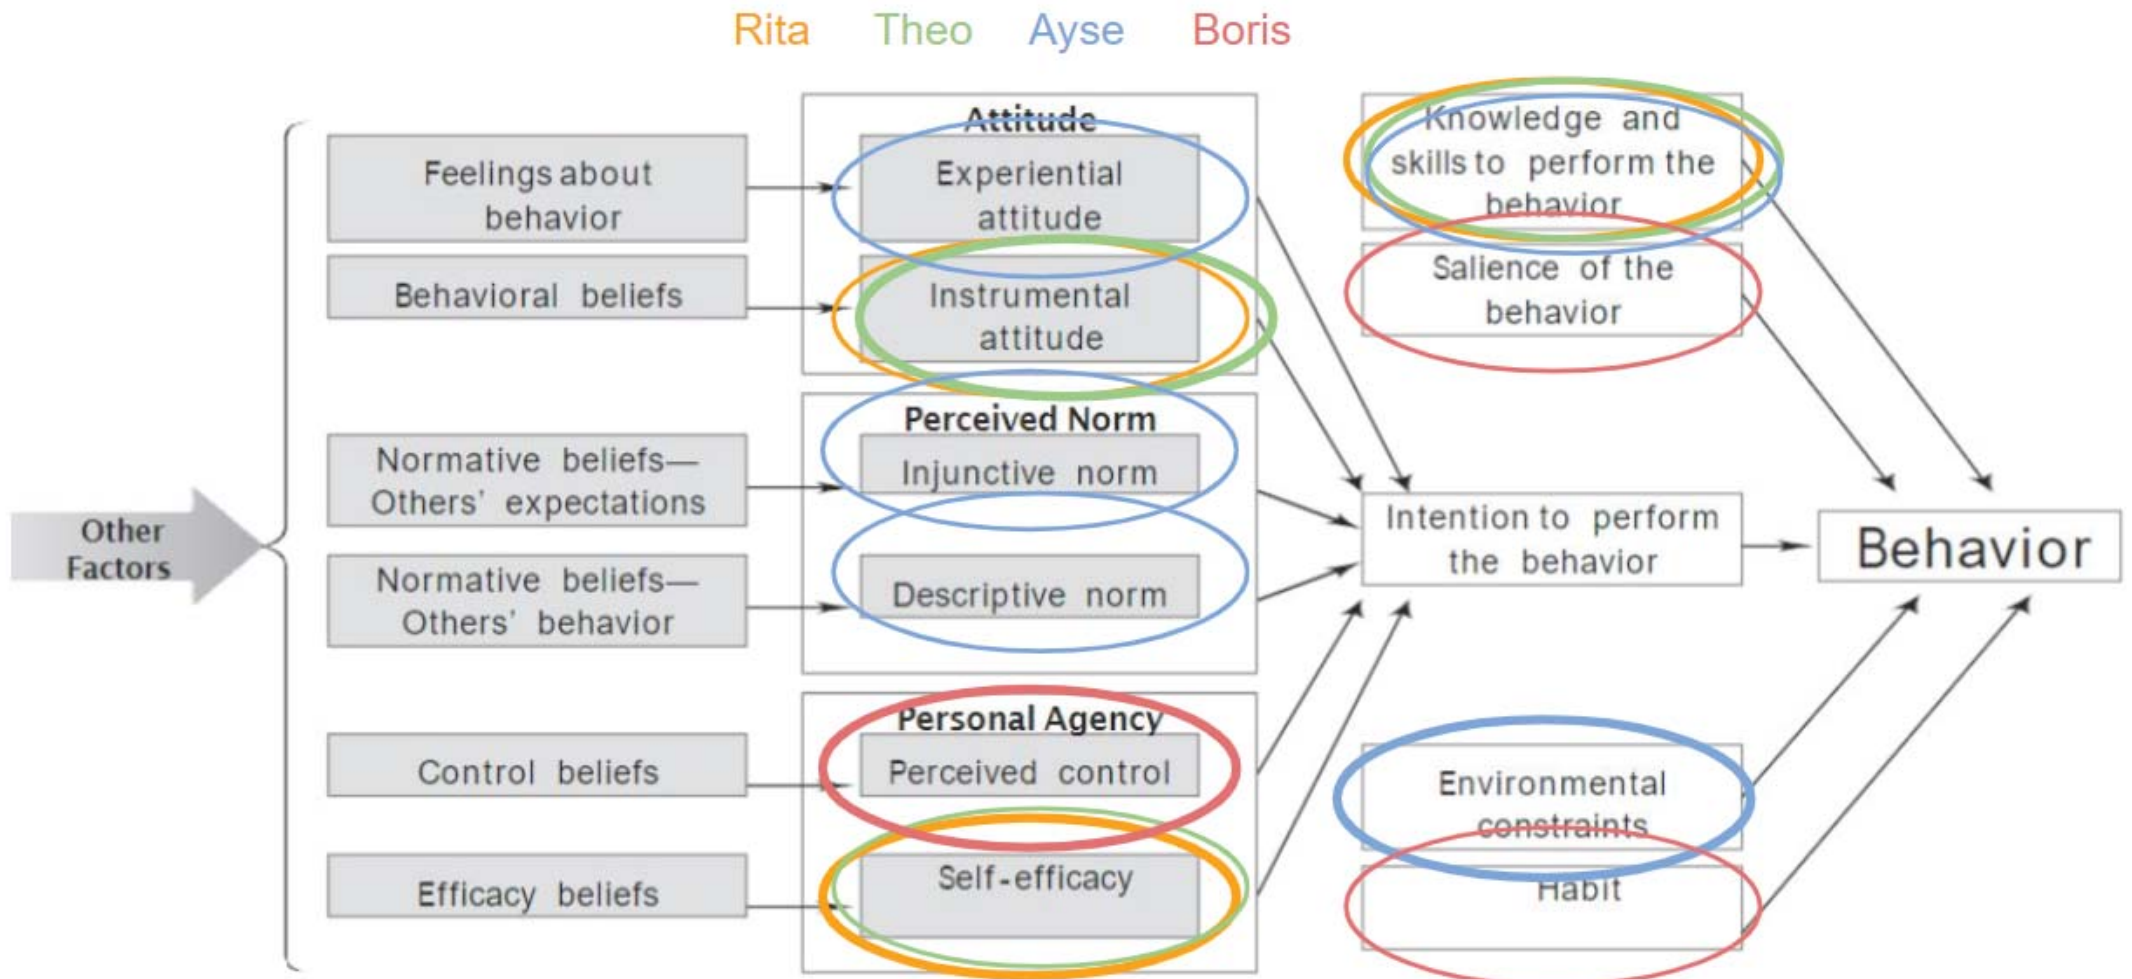 Rita Theo Ayse Boris
Attitude
Feelings about
behavior
Experiential
attitude
Behavioral beliefs
Instrumental
attitude
Perceived Norm
Normative beliefs—
Others' expectations
Injunctive norm
Normative beliefs—
Others' behavior
Descriptive norm
Personal Agency
Control beliefs
Perceived control
Efficacy beliefs
Self-efficacy
Other
Factors
Knowledge and
skills to perform the
behavior
Salience of the
behavior
Intention to perform
the behavior
Behavior
Environmental
constraints
Habit